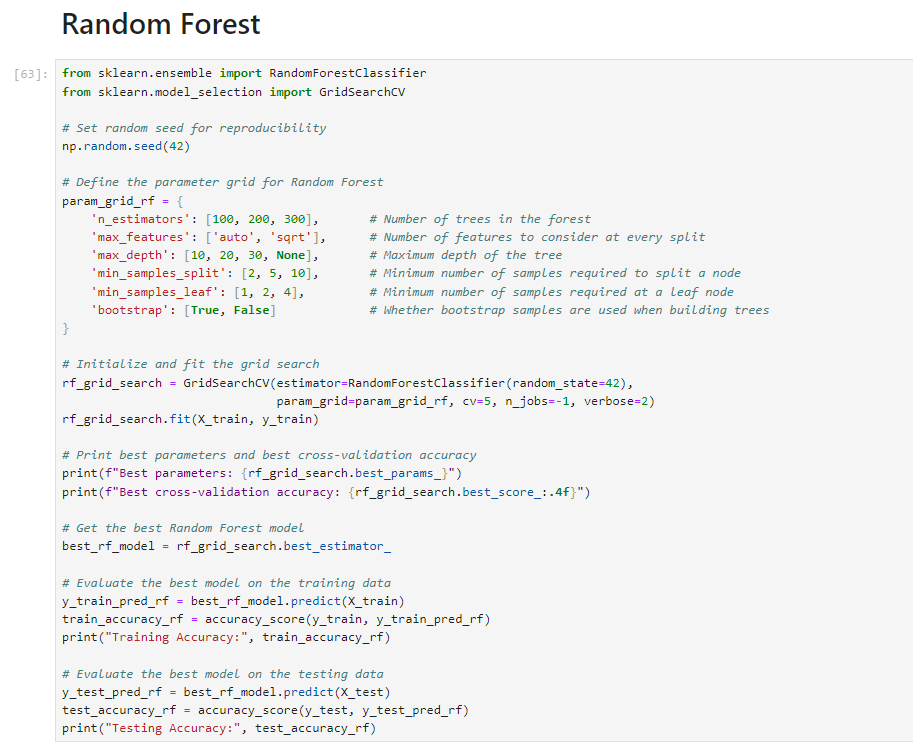 Random Forest
[63]:
from sklearn.ensemble import RandomForestClassifier
from sklearn.model_selection import GridSearchCV
# Set random seed for reproducibility
np.random.seed(42)
# Define the parameter grid for Random Forest
param_grid_rf = {
    'n_estimators': [100, 200, 300],       # Number of trees in the forest
    'max_features': ['auto', 'sqrt'],      # Number of features to consider at every split
    'max_depth': [10, 20, 30, None],       # Maximum depth of the tree
    'min_samples_split': [2, 5, 10],       # Minimum number of samples required to split a node
    'min_samples_leaf': [1, 2, 4],         # Minimum number of samples required at a leaf node
    'bootstrap': [True, False]             # Whether bootstrap samples are used when building trees
}
# Initialize and fit the grid search
rf_grid_search = GridSearchCV(estimator=RandomForestClassifier(random_state=42),
                              param_grid=param_grid_rf, cv=5, n_jobs=-1, verbose=2)
rf_grid_search.fit(X_train, y_train)
# Print best parameters and best cross-validation accuracy
print(f"Best parameters: {rf_grid_search.best_params_}")
print(f"Best cross-validation accuracy: {rf_grid_search.best_score_:.4f}")
# Get the best Random Forest model
best_rf_model = rf_grid_search.best_estimator_
# Evaluate the best model on the training data
y_train_pred_rf = best_rf_model.predict(X_train)
train_accuracy_rf = accuracy_score(y_train, y_train_pred_rf)
print("Training Accuracy:", train_accuracy_rf)
# Evaluate the best model on the testing data
y_test_pred_rf = best_rf_model.predict(X_test)
test_accuracy_rf = accuracy_score(y_test, y_test_pred_rf)
print("Testing Accuracy:", test_accuracy_rf)